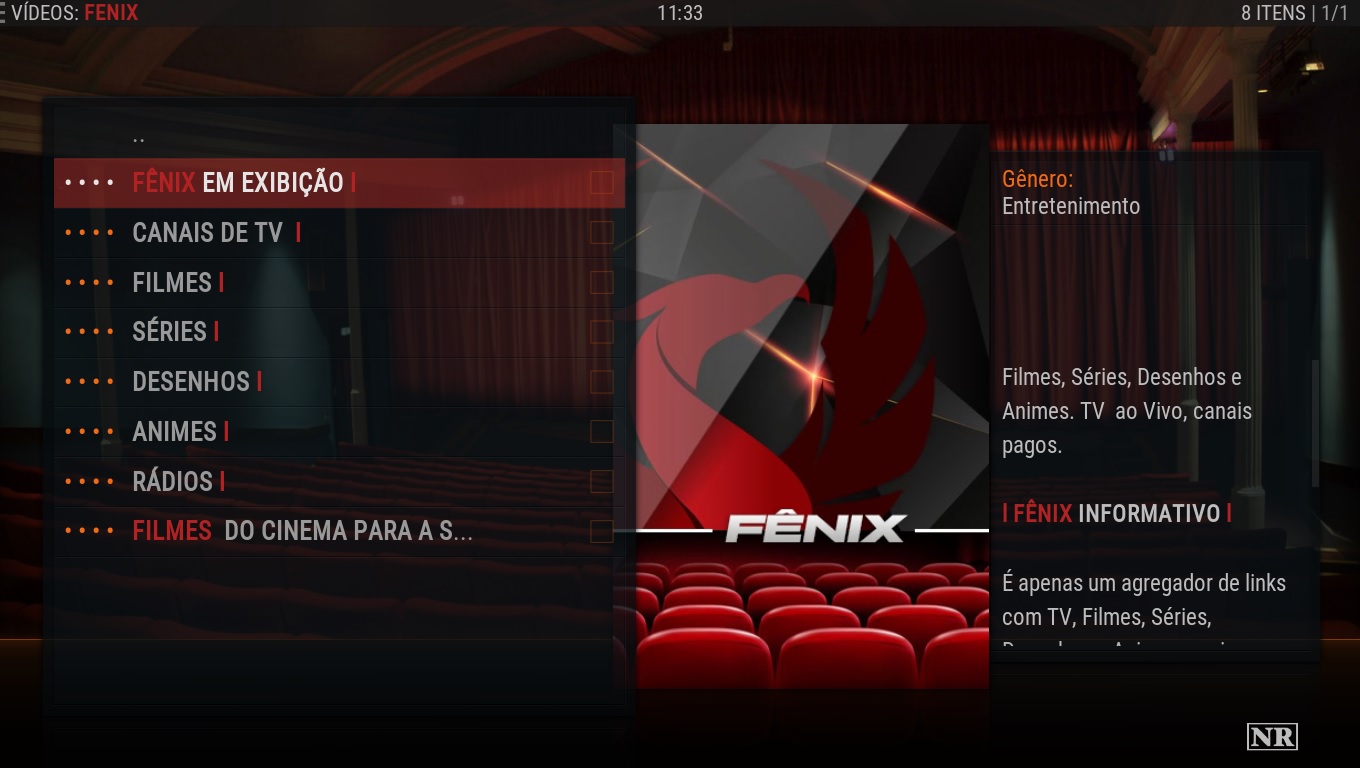 VÍDEOS: FENIX
11:33
8 ITENS | 1/1
..
FÊNIX EM EXIBIÇÃO |
CANAIS DE TV |
FILMES |
SÉRIES |
DESENHOS |
ANIMES |
RÁDIOS |
FILMES DO CINEMA PARA A S...
FÊNIX
Gênero:
Entretenimento
Filmes, Séries, Desenhos e
Animes. TV ao Vivo, canais
pagos.
| FÊNIX INFORMATIVO |
É apenas um agregador de links
com TV, Filmes, Séries,
NR